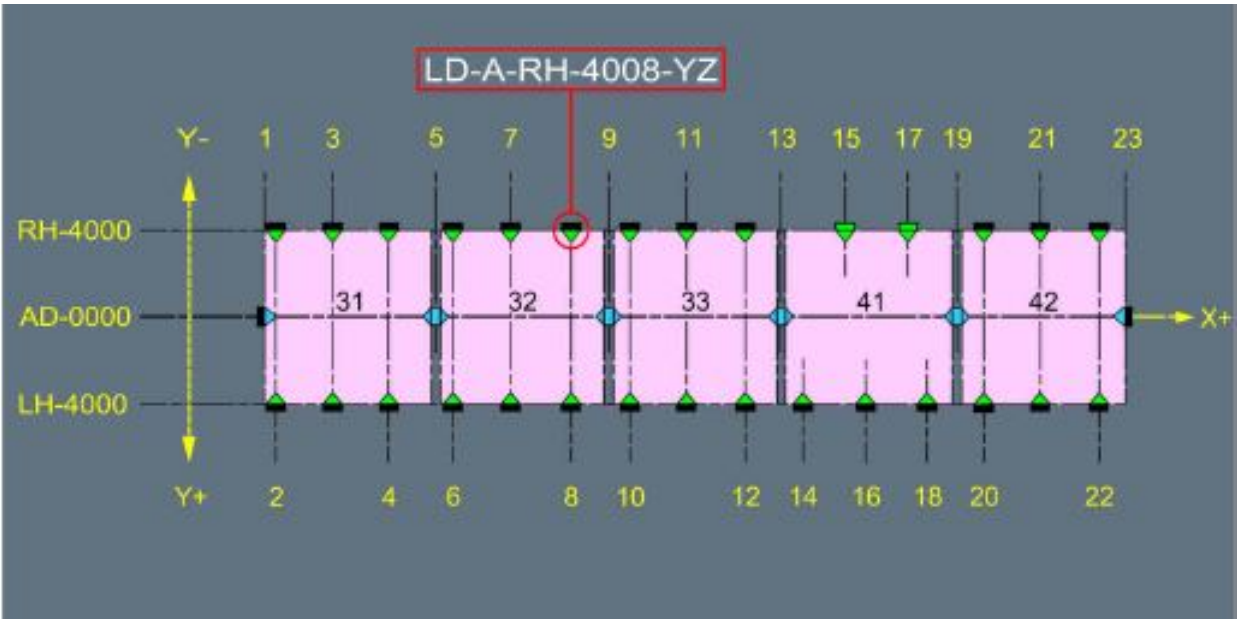 LD-A-RH-4008-YZ
Y- 1 3 5 7 9 11 13 15 17 19 21 23
RH-4000
31 32 33 41 42
AD-0000 X+
LH-4000
Y+ 2 4 6 8 10 12 14 16 18 20 22